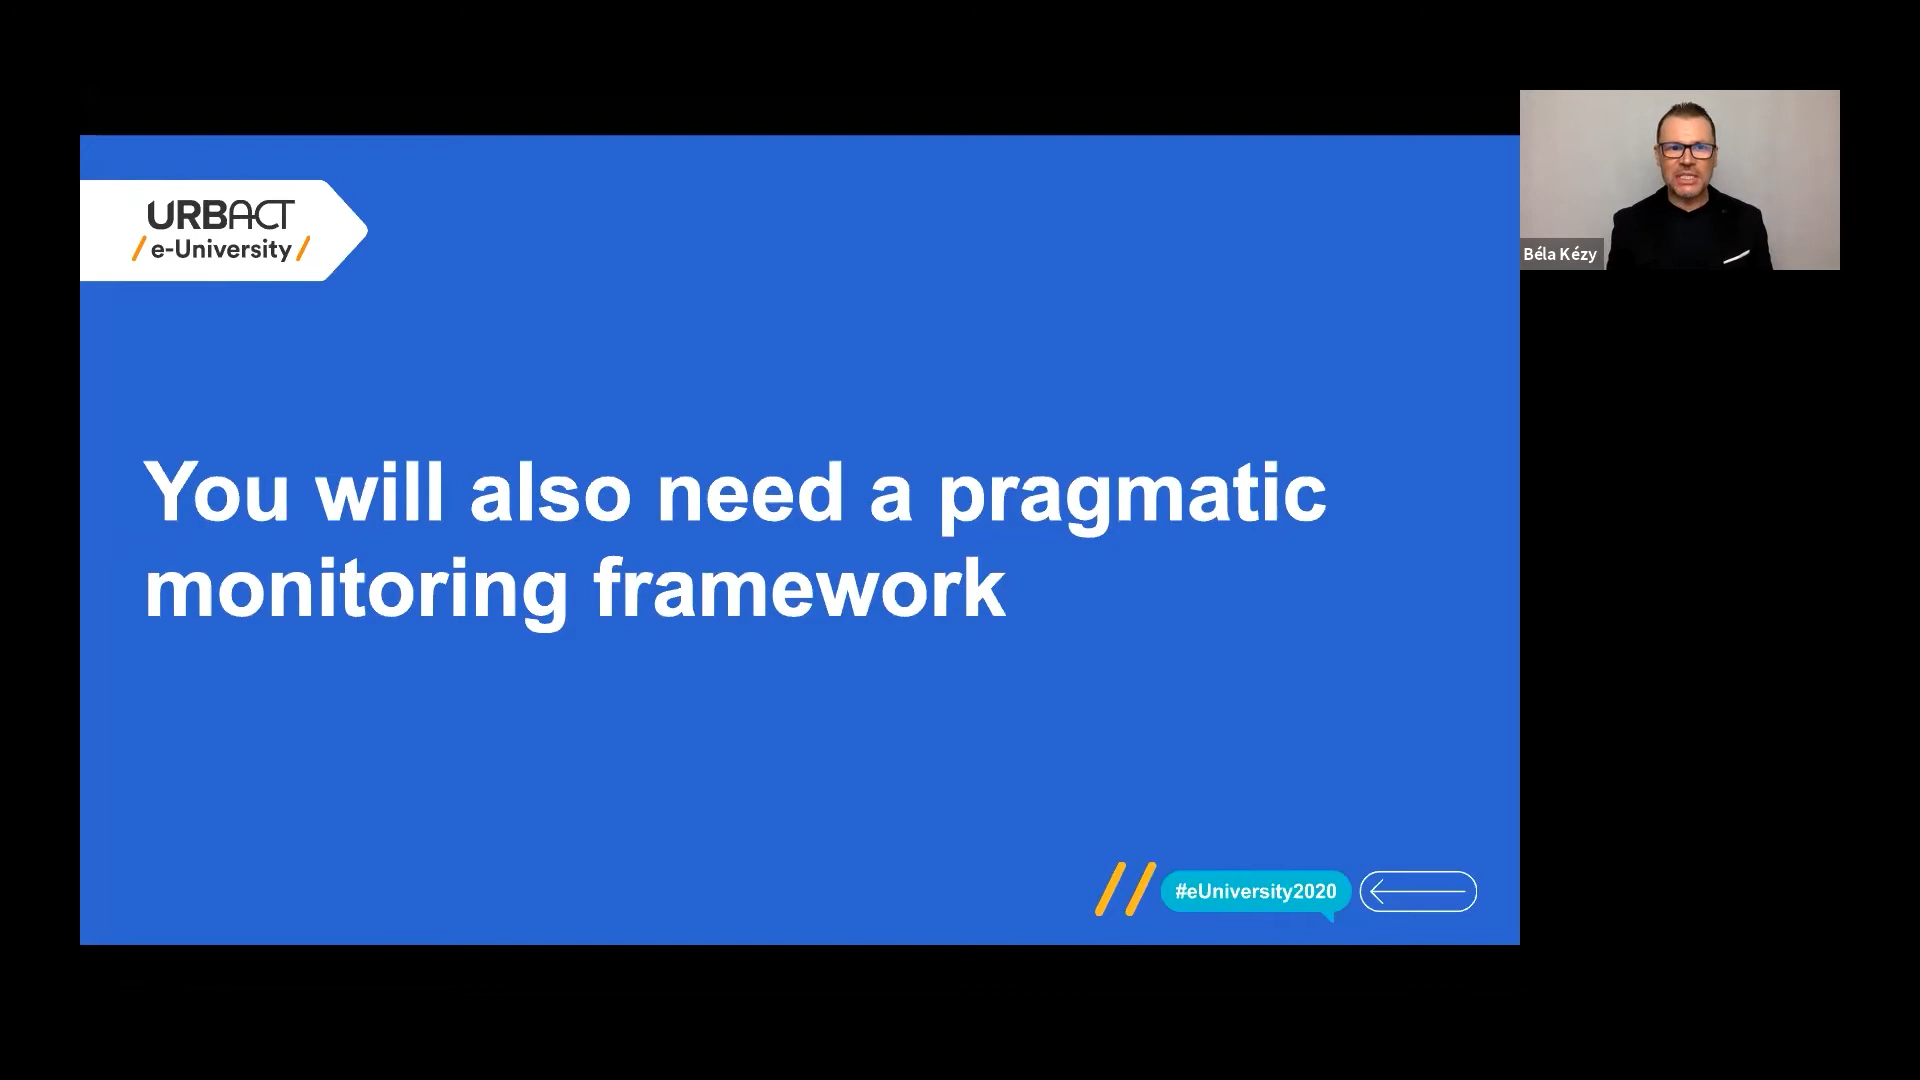 URBACT
e-University
Béla Kézy
You will also need a pragmatic
monitoring framework
#eUniversity2020